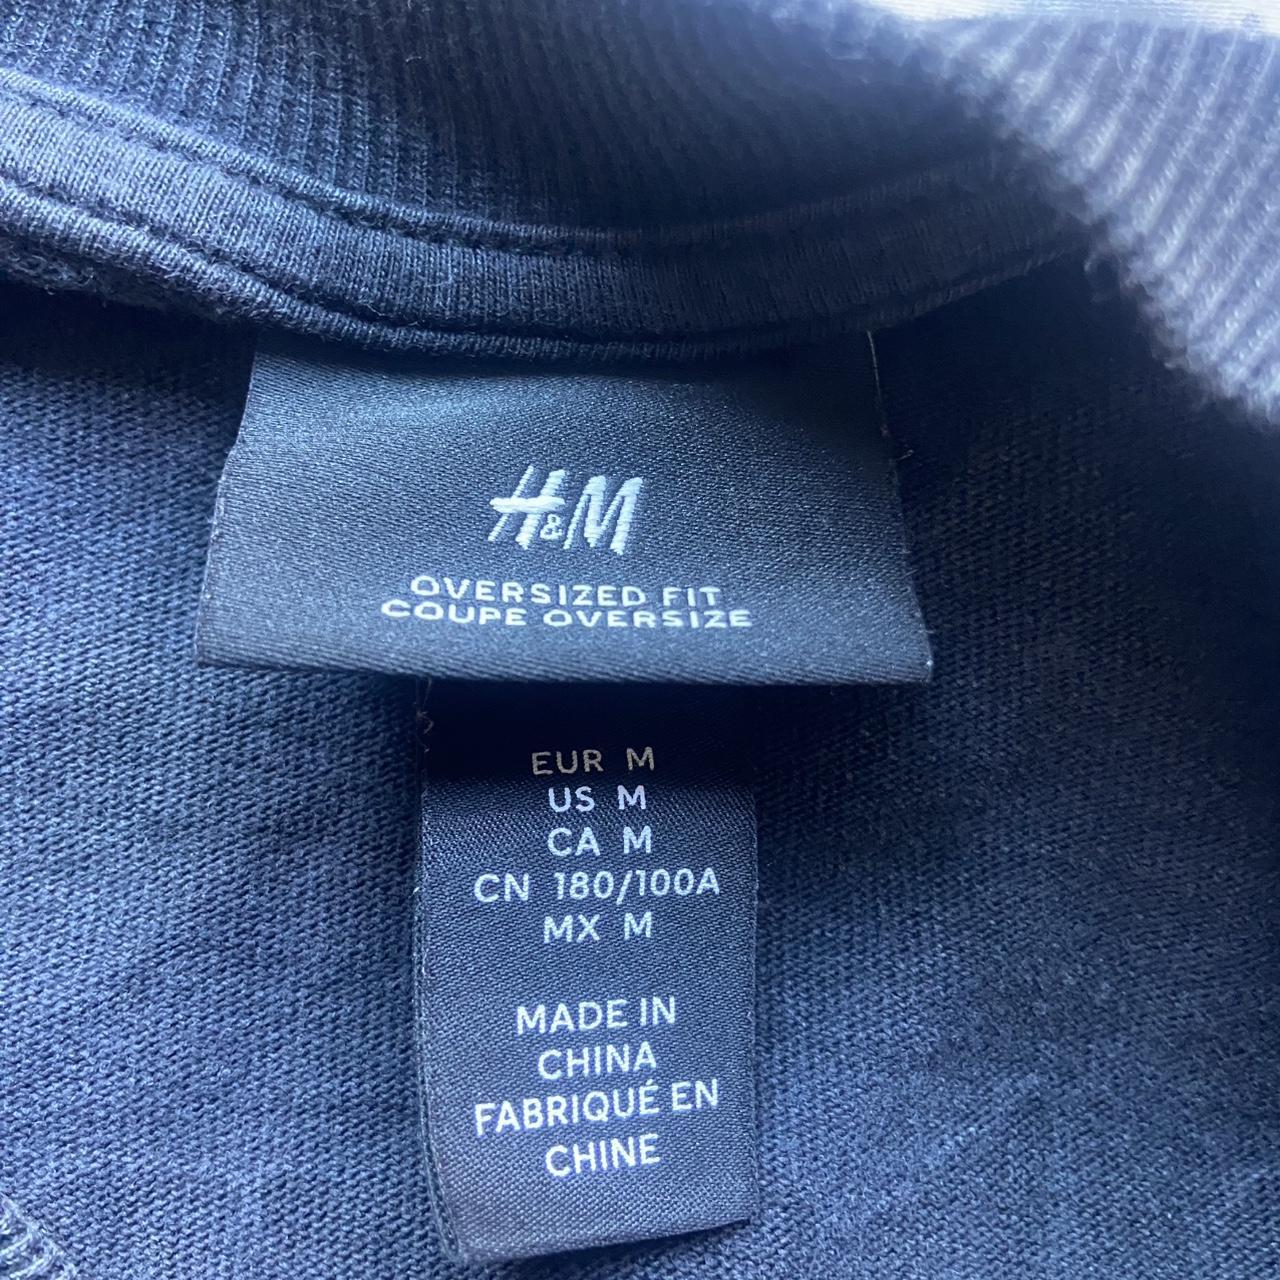 H&M
OVERSIZED FIT
COUPE OVERSIZE
EUR M
US M
CA M
CN 180/100A
MX M
MADE IN
CHINA
FABRIQUÉ EN
CHINE